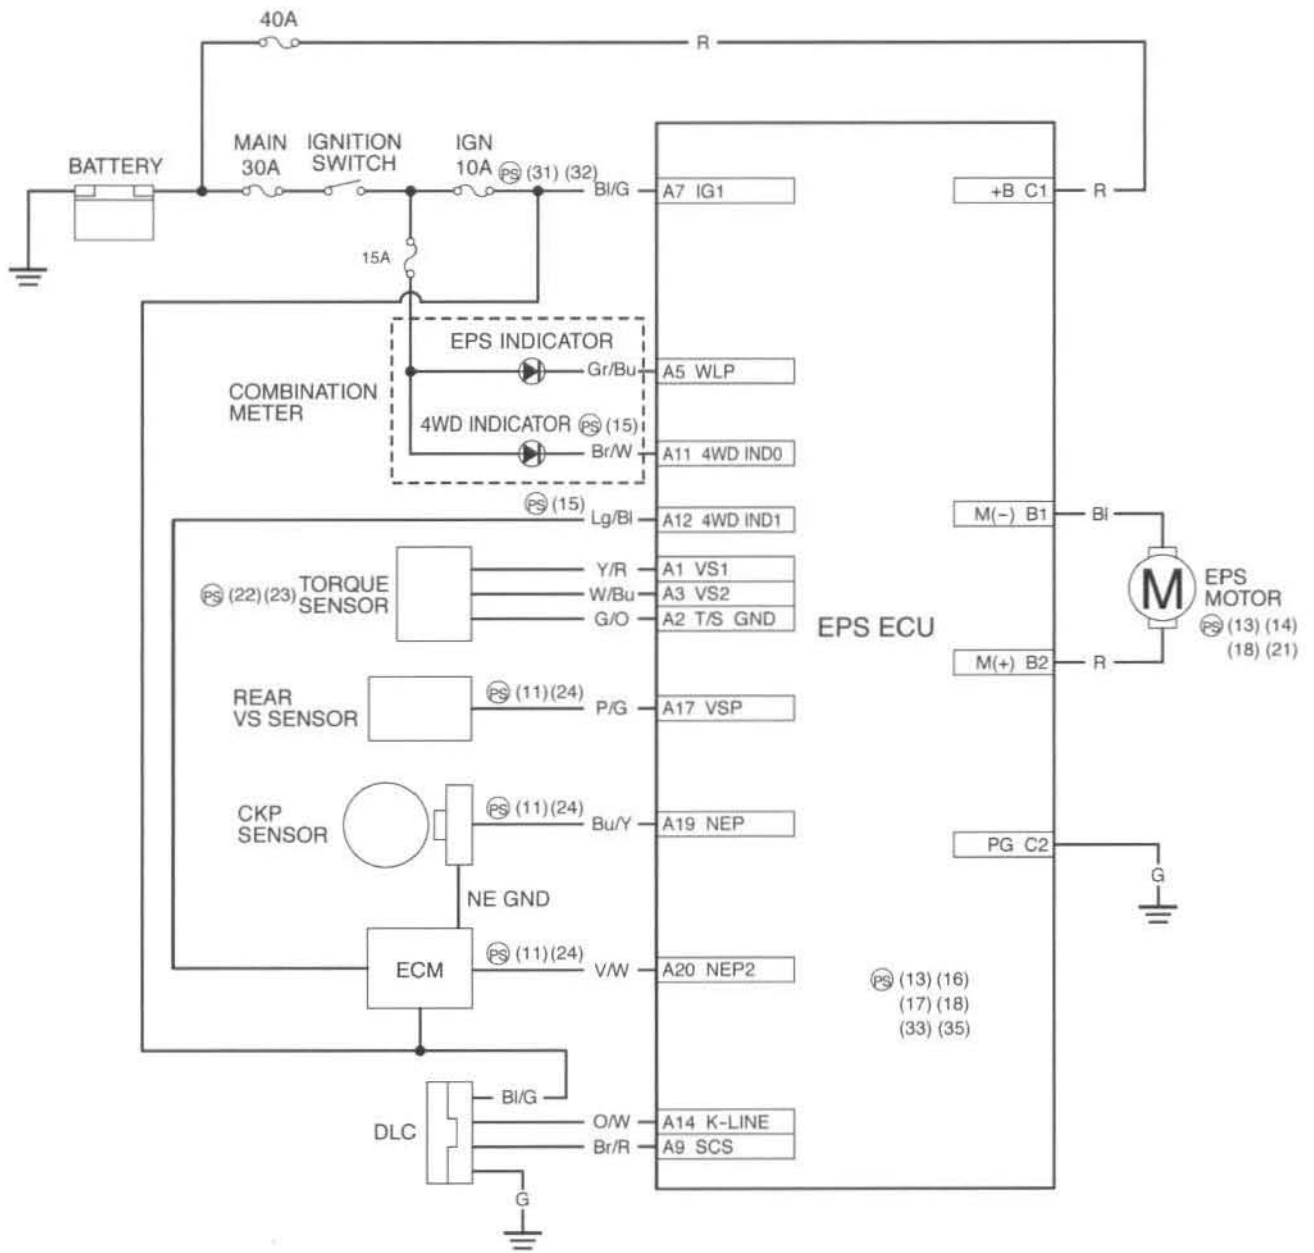 40A
R
MAIN
30A
IGNITION
SWITCH
IGN
10A
PS (31) (32)
BATTERY
Bl/G
A7 IG1
+B C1
R
15A
EPS INDICATOR
Gr/Bu
A5 WLP
COMBINATION
METER
4WD INDICATOR PS (15)
Br/W
A11 4WD IND0
PS (15)
Lg/Bl
A12 4WD IND1
M(−) B1
Bl
PS (22)(23) TORQUE
SENSOR
Y/R
A1 VS1
W/Bu
A3 VS2
G/O
A2 T/S GND
EPS ECU
M
EPS
MOTOR
PS (13) (14)
(18) (21)
M(+) B2
R
REAR
VS SENSOR
PS (11)(24)
P/G
A17 VSP
CKP
SENSOR
PS (11)(24)
Bu/Y
A19 NEP
PG C2
G
NE GND
ECM
PS (11)(24)
V/W
A20 NEP2
PS (13) (16)
(17) (18)
(33) (35)
DLC
Bl/G
O/W
A14 K-LINE
Br/R
A9 SCS
G